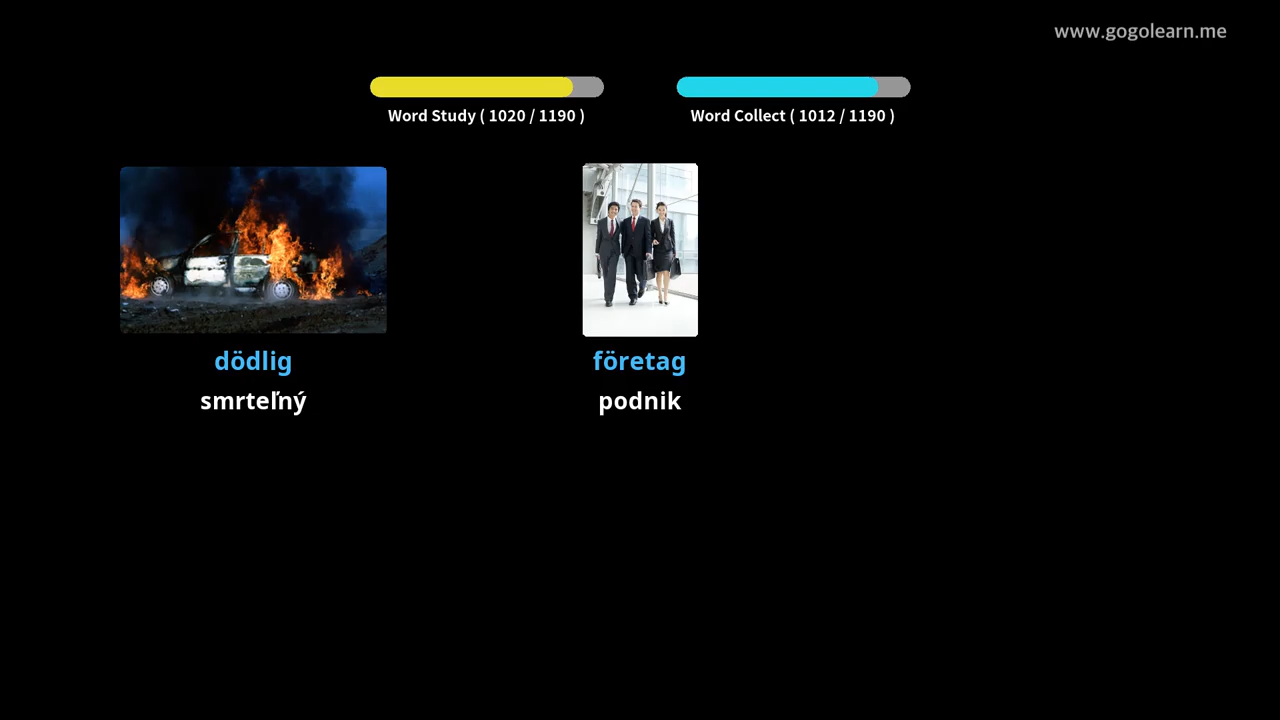 www.gogolearn.me
Word Study ( 1020 / 1190 )
Word Collect ( 1012 / 1190 )
dödlig
smrteľný
företag
podnik